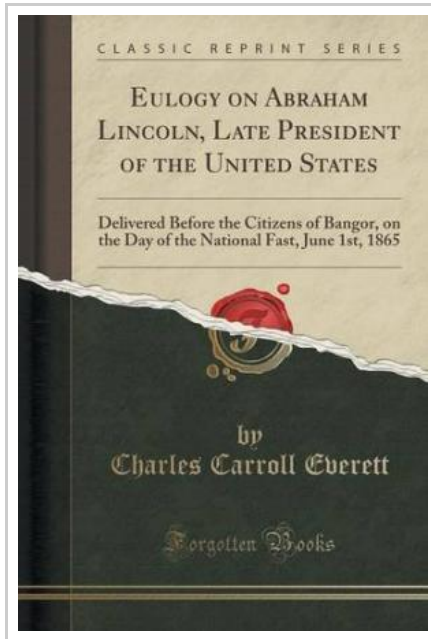 CLASSIC REPRINT SERIES
EULOGY ON ABRAHAM
LINCOLN, LATE PRESIDENT
OF THE UNITED STATES
Delivered Before the Citizens of Bangor, on
the Day of the National Fast, June 1st, 1865
by
Charles Carroll Everett
Forgotten Books